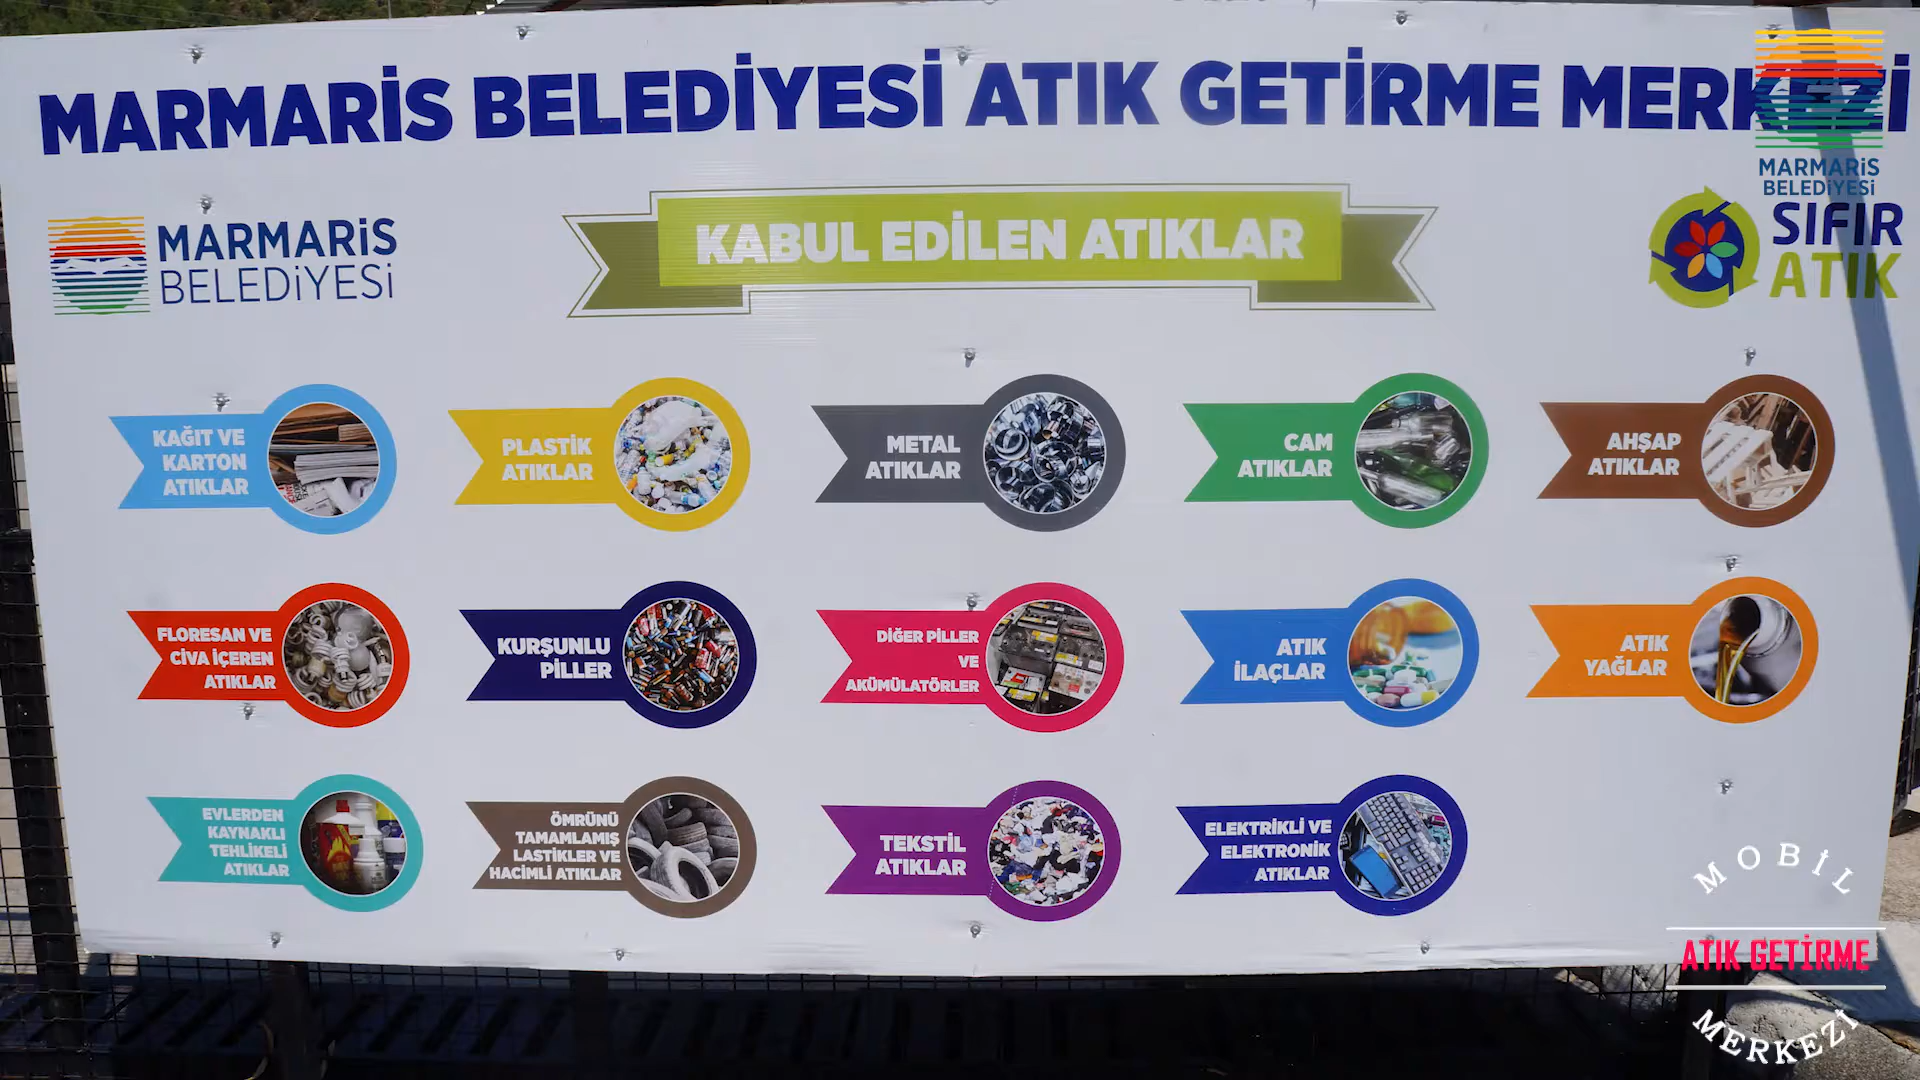 MARMARİS BELEDİYESİ ATIK GETİRME MERKEZİ
MARMARİS
BELEDİYESİ
MARMARİS
BELEDİYESİ
KABUL EDİLEN ATIKLAR
SIFIR
ATIK
KAĞIT VE
KARTON
ATIKLAR
PLASTİK
ATIKLAR
METAL
ATIKLAR
CAM
ATIKLAR
AHŞAP
ATIKLAR
FLORESAN VE
CİVA İÇEREN
ATIKLAR
KURŞUNLU
PİLLER
DİĞER PİLLER
VE
AKÜMÜLATÖRLER
ATIK
İLAÇLAR
ATIK
YAĞLAR
EVLERDEN
KAYNAKLI
TEHLİKELİ
ATIKLAR
ÖMRÜNÜ
TAMAMLAMIŞ
LASTİKLER VE
HACİMLİ ATIKLAR
TEKSTİL
ATIKLAR
ELEKTRİKLİ VE
ELEKTRONİK
ATIKLAR
MOBİL
ATIK GETİRME
MERKEZİ